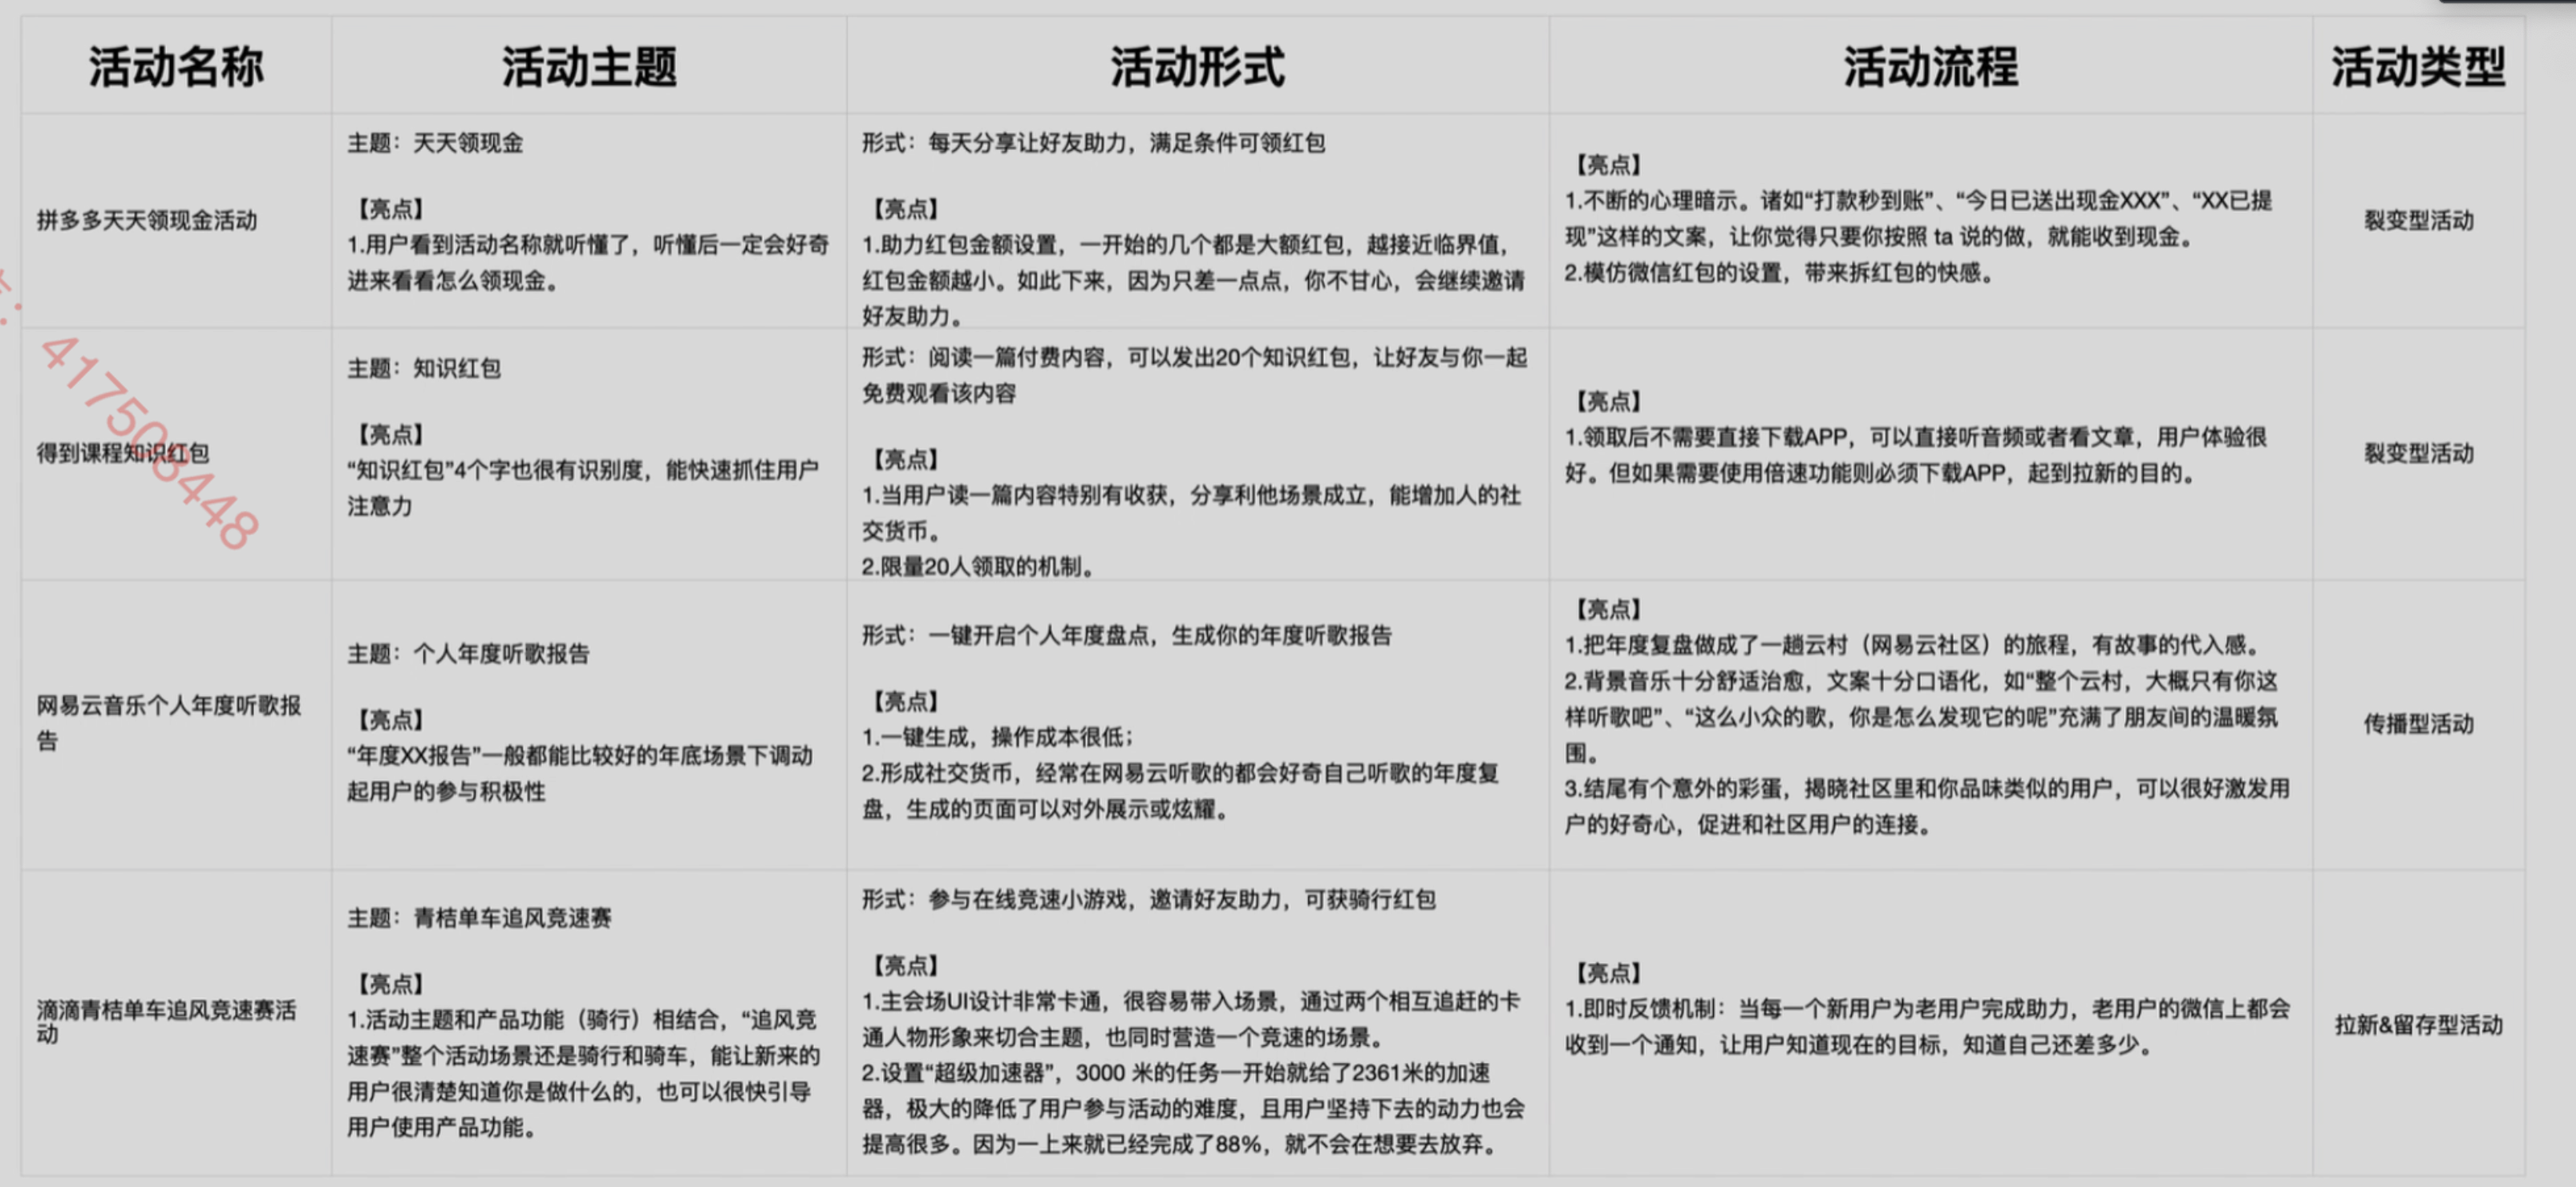 活动名称
活动主题
活动形式
活动流程
活动类型
拼多多天天领现金活动
主题：天天领现金
【亮点】
1.用户看到活动名称就听懂了，听懂后一定会好奇
进来看看怎么领现金。
形式：每天分享让好友助力，满足条件可领红包
【亮点】
1.助力红包金额设置，一开始的几个都是大额红包，越接近临界值，
红包金额越小。如此下来，因为只差一点点，你不甘心，会继续邀请
好友助力。
【亮点】
1.不断的心理暗示。诸如“打款秒到账”、“今日已送出现金XXX”、“XX已提
现”这样的文案，让你觉得只要你按照 ta 说的做，就能收到现金。
2.模仿微信红包的设置，带来拆红包的快感。
裂变型活动
得到课程知识红包
主题：知识红包
【亮点】
“知识红包”4个字也很有识别度，能快速抓住用户
注意力
形式：阅读一篇付费内容，可以发出20个知识红包，让好友与你一起
免费观看该内容
【亮点】
1.当用户读一篇内容特别有收获，分享利他场景成立，能增加人的社
交货币。
2.限量20人领取的机制。
【亮点】
1.领取后不需要直接下载APP，可以直接听音频或者看文章，用户体验很
好。但如果需要使用倍速功能则必须下载APP，起到拉新的目的。
裂变型活动
网易云音乐个人年度听歌报
告
主题：个人年度听歌报告
【亮点】
“年度XX报告”一般都能比较好的年底场景下调动
起用户的参与积极性
形式：一键开启个人年度盘点，生成你的年度听歌报告
【亮点】
1.一键生成，操作成本很低；
2.形成社交货币，经常在网易云听歌的都会好奇自己听歌的年度复
盘，生成的页面可以对外展示或炫耀。
【亮点】
1.把年度复盘做成了一趟云村（网易云社区）的旅程，有故事的代入感。
2.背景音乐十分舒适治愈，文案十分口语化，如“整个云村，大概只有你这
样听歌吧”、“这么小众的歌，你是怎么发现它的呢”充满了朋友间的温暖氛
围。
3.结尾有个意外的彩蛋，揭晓社区里和你品味类似的用户，可以很好激发用
户的好奇心，促进和社区用户的连接。
传播型活动
滴滴青桔单车追风竞速赛活
动
主题：青桔单车追风竞速赛
【亮点】
1.活动主题和产品功能（骑行）相结合，“追风竞
速赛”整个活动场景还是骑行和骑车，能让新来的
用户很清楚知道你是做什么的，也可以很快引导
用户使用产品功能。
形式：参与在线竞速小游戏，邀请好友助力，可获骑行红包
【亮点】
1.主会场UI设计非常卡通，很容易带入场景，通过两个相互追赶的卡
通人物形象来切合主题，也同时营造一个竞速的场景。
2.设置“超级加速器”，3000 米的任务一开始就给了2361米的加速
器，极大的降低了用户参与活动的难度，且用户坚持下去的动力也会
提高很多。因为一上来就已经完成了88%，就不会在想要去放弃。
【亮点】
1.即时反馈机制：当每一个新用户为老用户完成助力，老用户的微信上都会
收到一个通知，让用户知道现在的目标，知道自己还差多少。
拉新&留存型活动
417508448